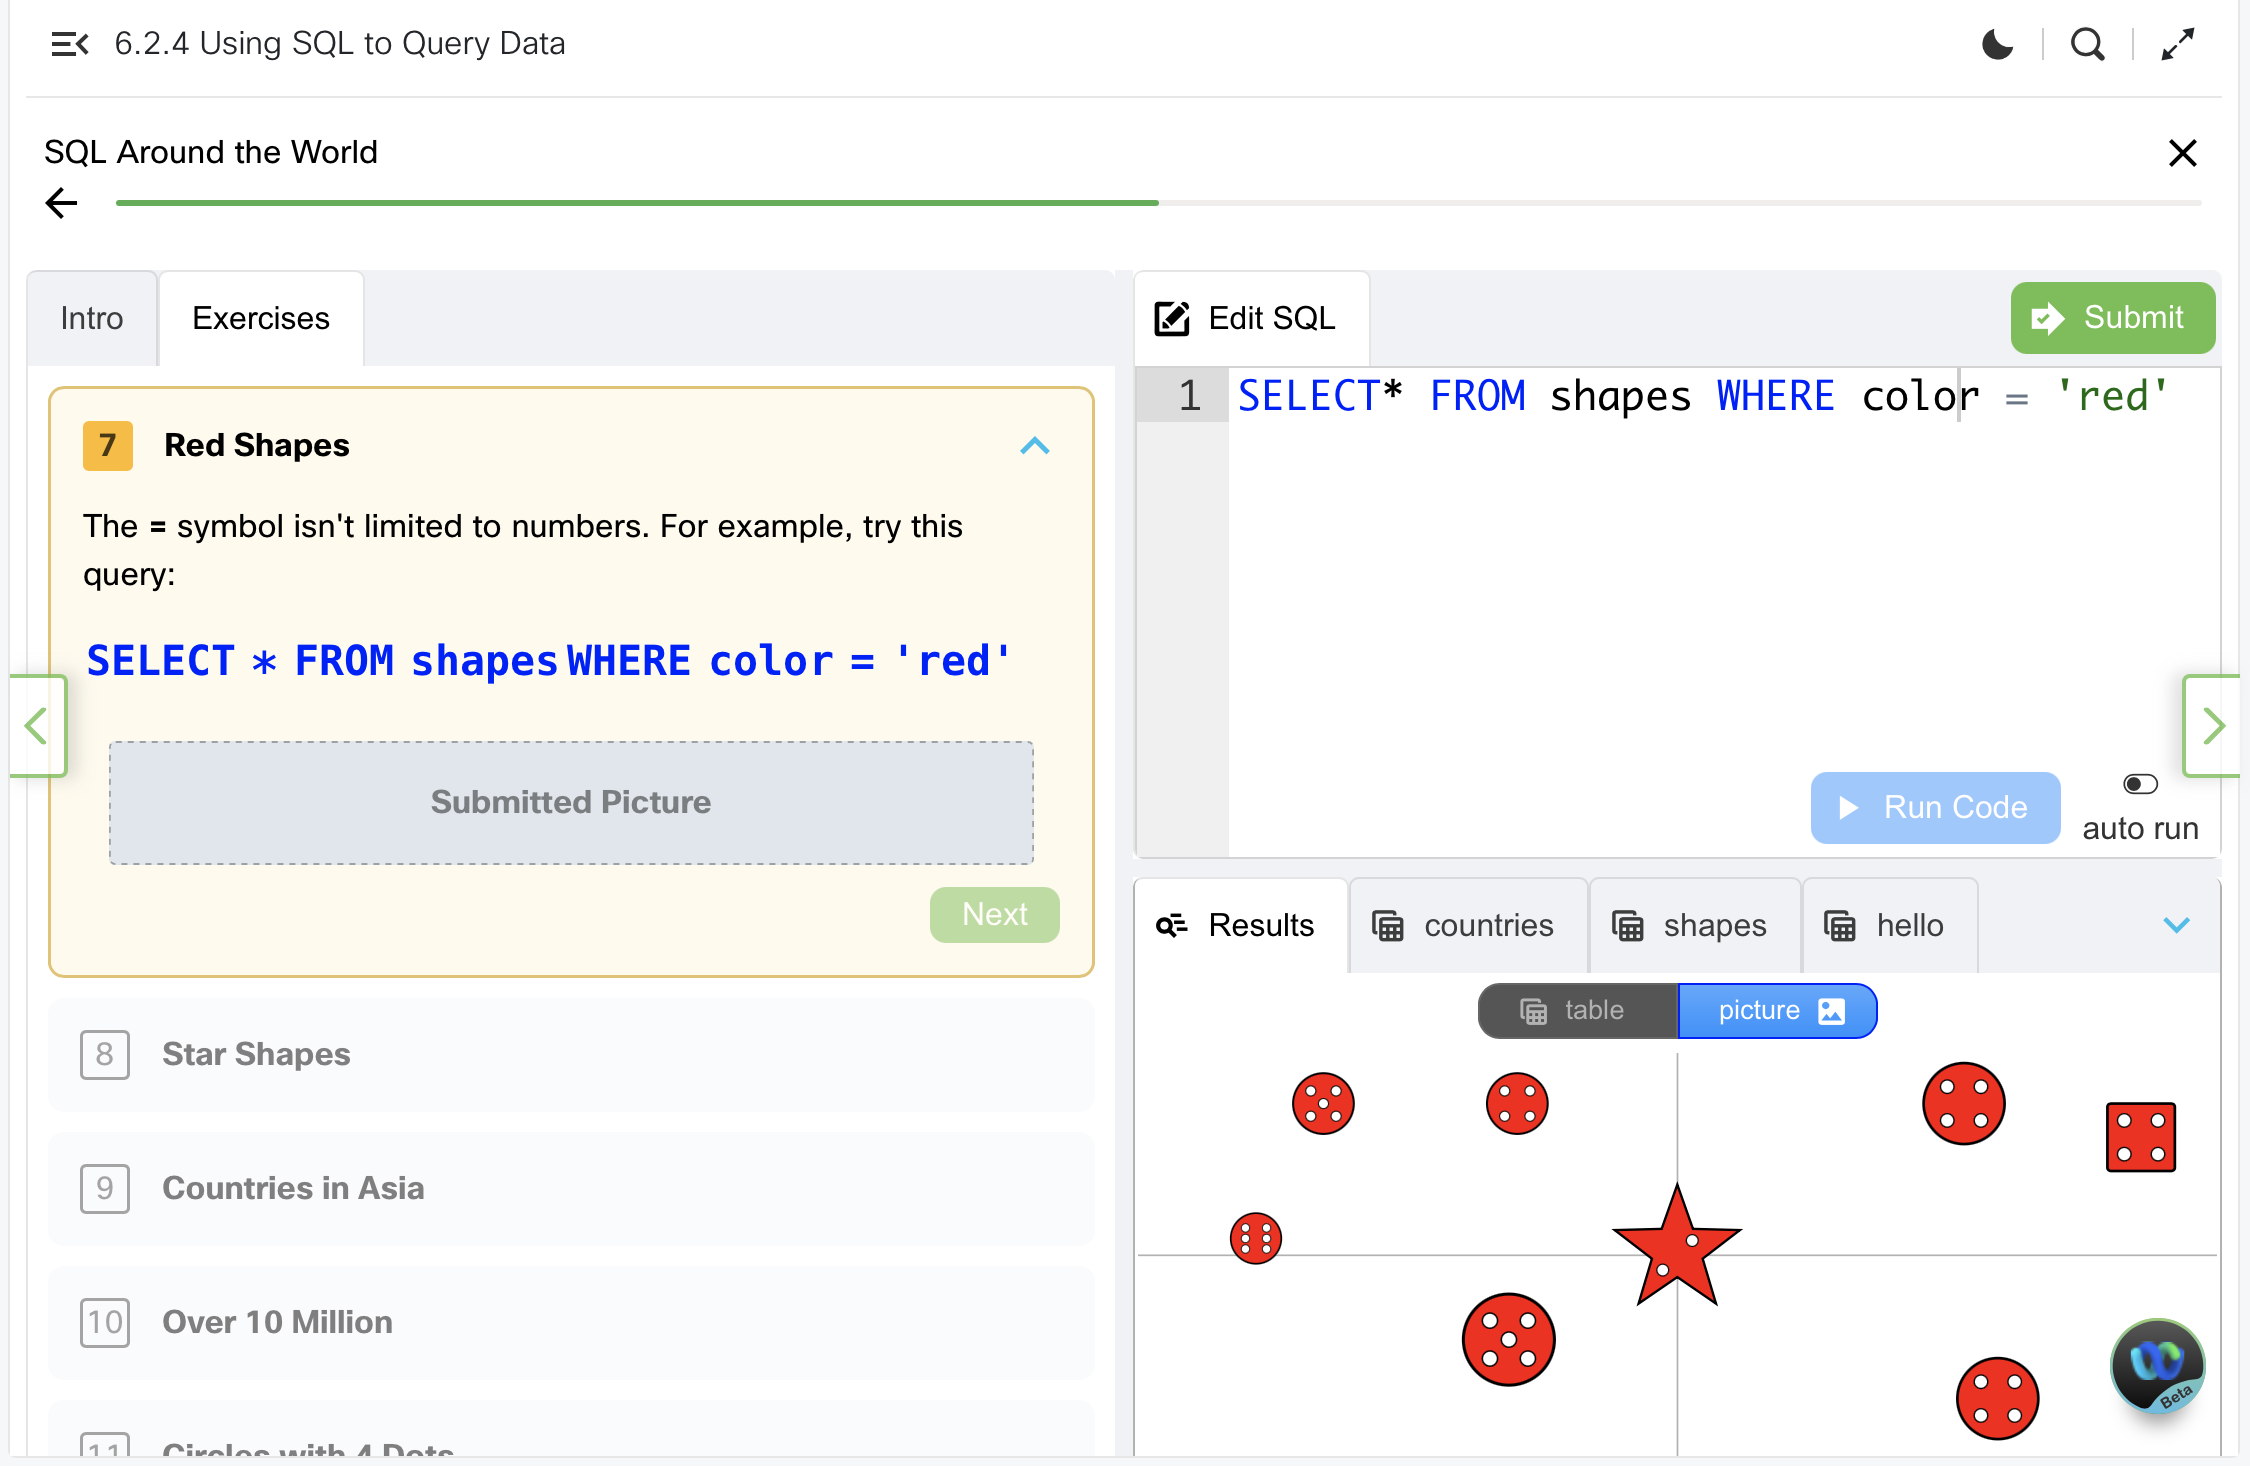 6.2.4 Using SQL to Query Data
SQL Around the World
Intro
Exercises
7
Red Shapes
The = symbol isn't limited to numbers. For example, try this
query:
SELECT * FROM shapes WHERE color = 'red'
Submitted Picture
Next
8
Star Shapes
9
Countries in Asia
10
Over 10 Million
11
Circles with 4 Dots
Edit SQL
Submit
1
SELECT* FROM shapes WHERE color = 'red'
Run Code
auto run
Results
countries
shapes
hello
table
picture
Beta